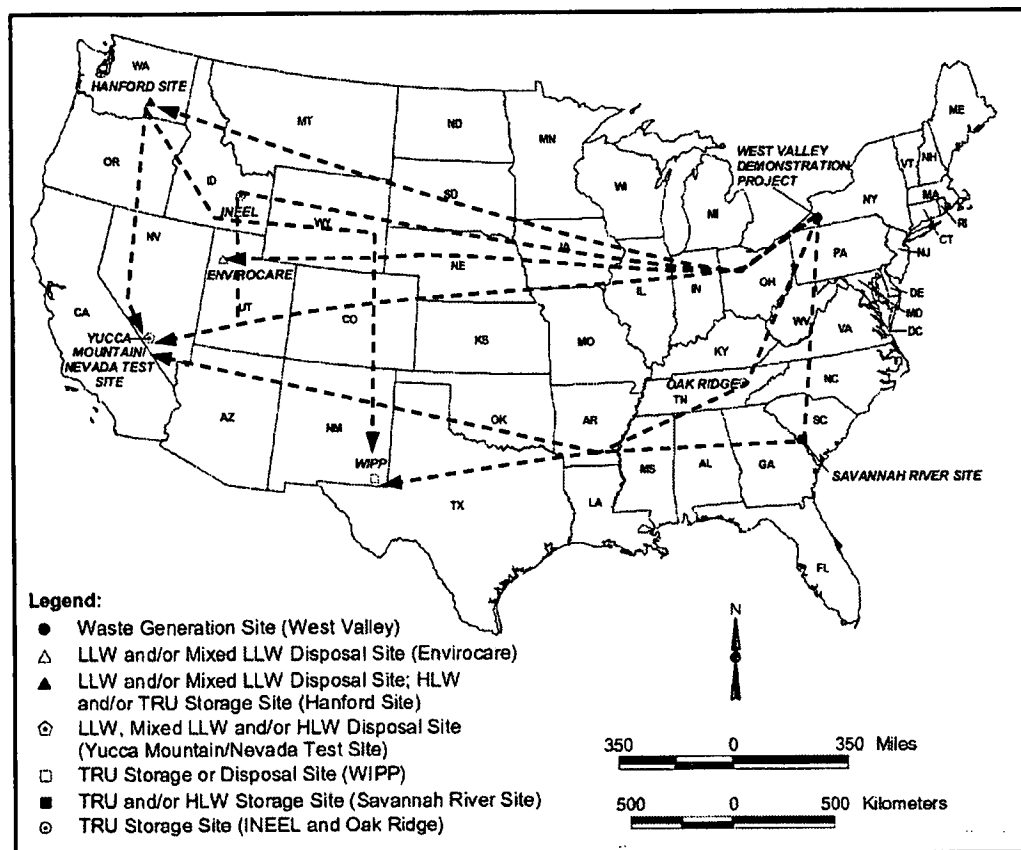 WA
HANFORD SITE
MT
ND
MN
ME
OR
ID
SD
WI
MI
WEST VALLEY
DEMONSTRATION
PROJECT
VT
NH
NY
MA
RI
CT
NJ
INEEL
WY
NV
IA
PA
ENVIROCARE
NE
IL
IN
OH
DE
MD
DC
CA
UT
CO
WV
VA
YUCCA
MOUNTAIN/
NEVADA TEST
SITE
KS
MO
KY
OAK RIDGE
TN
NC
AZ
NM
OK
AR
SC
WIPP
MS
AL
GA
SAVANNAH RIVER SITE
TX
LA
FL
Legend:
Waste Generation Site (West Valley)
LLW and/or Mixed LLW Disposal Site (Envirocare)
LLW and/or Mixed LLW Disposal Site; HLW
and/or TRU Storage Site (Hanford Site)
LLW, Mixed LLW and/or HLW Disposal Site
(Yucca Mountain/Nevada Test Site)
TRU Storage or Disposal Site (WIPP)
TRU and/or HLW Storage Site (Savannah River Site)
TRU Storage Site (INEEL and Oak Ridge)
N
350 0 350 Miles
500 0 500 Kilometers